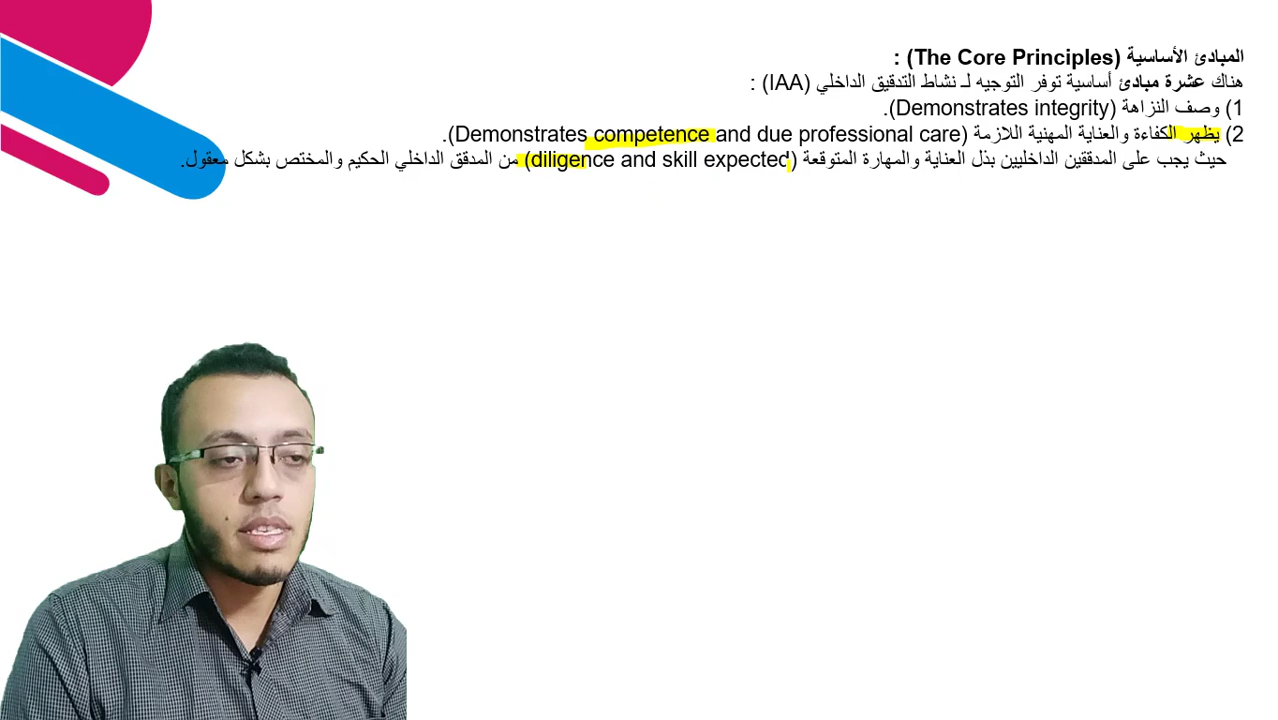 المبادئ الأساسية (The Core Principles) :
هناك عشرة مبادئ أساسية توفر التوجيه لـ نشاط التدقيق الداخلي (IAA) :
1) وصف النزاهة (Demonstrates integrity).
2) يظهر الكفاءة والعناية المهنية اللازمة (Demonstrates competence and due professional care).
حيث يجب على المدققين الداخليين بذل العناية والمهارة المتوقعة (diligence and skill expected) من المدقق الداخلي الحكيم والمختص بشكل معقول.